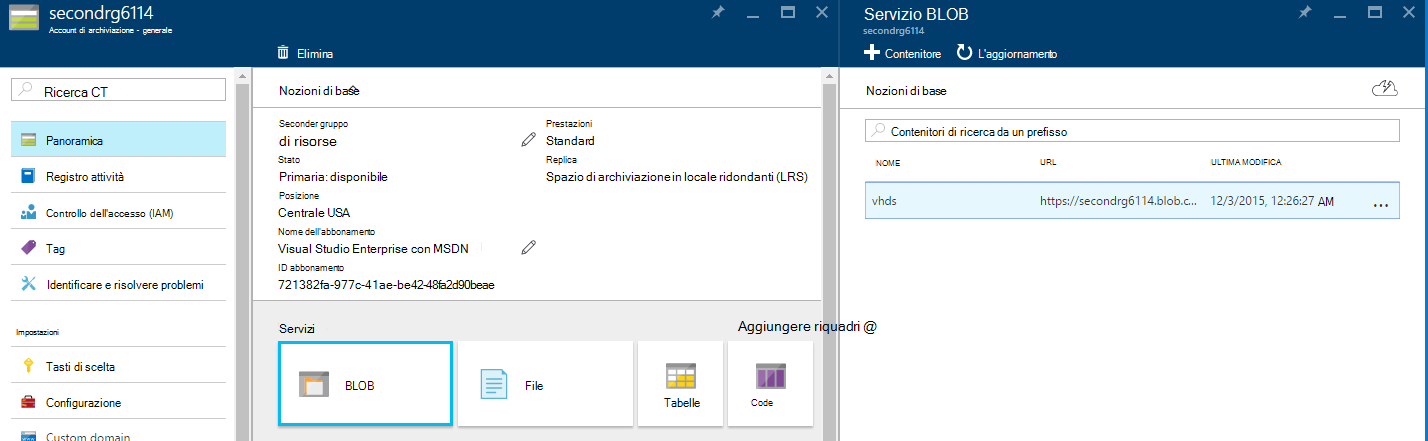 secondrg6114
Account di archiviazione - generale
Elimina
Ricerca CT
Panoramica
Registro attività
Controllo dell'accesso (IAM)
Tag
Identificare e risolvere problemi
Impostazioni
Tasti di scelta
Configurazione
Custom domain
Nozioni di base
Seconder gruppo
di risorse
Stato
Primaria: disponibile
Posizione
Centrale USA
Nome dell'abbonamento
Visual Studio Enterprise con MSDN
ID abbonamento
721382fa-977c-41ae-be42-48fa2d90beae
Prestazioni
Standard
Replica
Spazio di archiviazione in locale ridondanti (LRS)
Servizi
Aggiungere riquadri @
BLOB
File
Tabelle
Code
Servizio BLOB
secondrg6114
Contenitore
L'aggiornamento
Nozioni di base
Contenitori di ricerca da un prefisso
NOME URL ULTIMA MODIFICA
vhds https://secondrg6114.blob.c... 12/3/2015, 12:26:27 AM ...